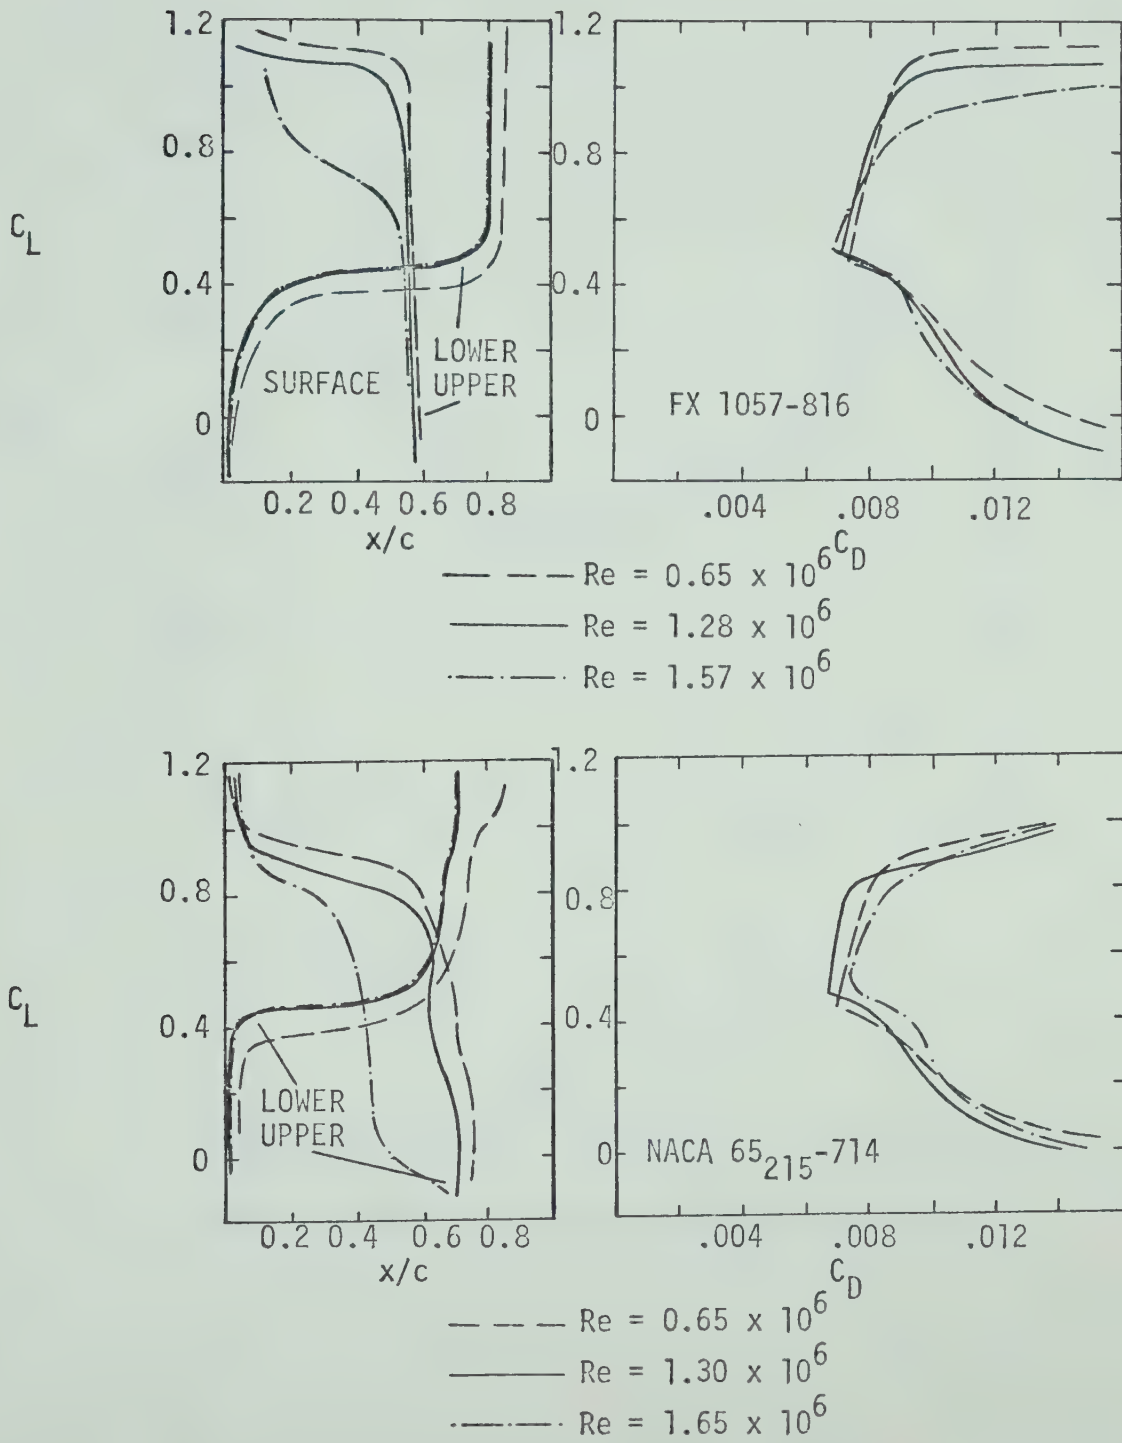 1.2
0.8
0.4
0
C_L
SURFACE
LOWER
UPPER
0.2 0.4 0.6 0.8
x/c
1.2
0.8
0.4
0
FX 1057-816
.004 .008 .012
C_D
Re = 0.65 x 10^6
Re = 1.28 x 10^6
Re = 1.57 x 10^6
1.2
0.8
0.4
0
C_L
LOWER
UPPER
0.2 0.4 0.6 0.8
x/c
1.2
0.8
0.4
0
NACA 65_215-714
.004 .008 .012
C_D
Re = 0.65 x 10^6
Re = 1.30 x 10^6
Re = 1.65 x 10^6